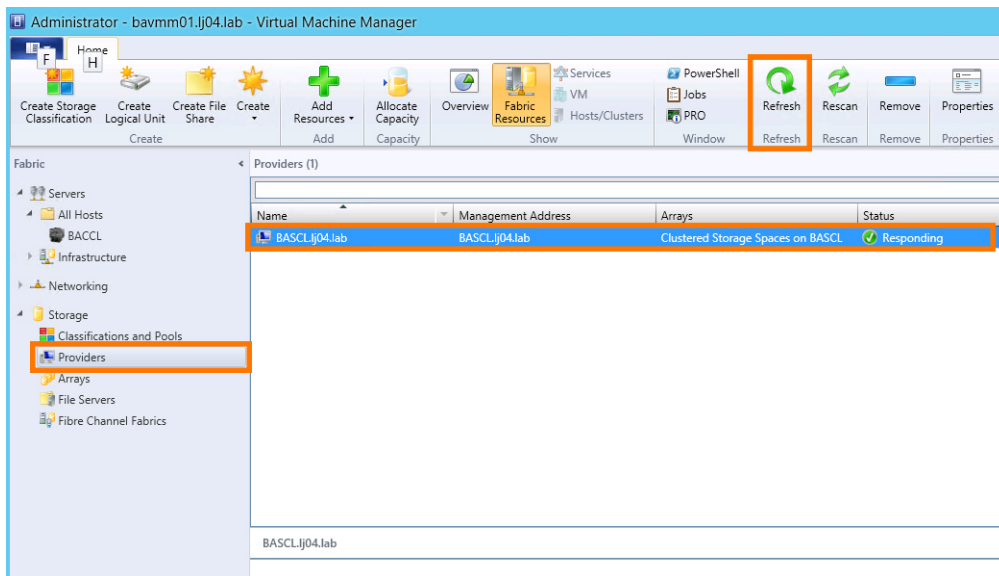 Administrator - bavmm01.lj04.lab - Virtual Machine Manager
F
Home
H
Create Storage Classification
Create Logical Unit
Create File Share
Create
Add Resources
Allocate Capacity
Overview
Fabric Resources
Services
VM
Hosts/Clusters
PowerShell
Jobs
PRO
Refresh
Rescan
Remove
Properties
Create
Add
Capacity
Show
Window
Refresh
Rescan
Remove
Properties
Fabric
Providers (1)
Servers
All Hosts
BACCL
Infrastructure
Networking
Storage
Classifications and Pools
Providers
Arrays
File Servers
Fibre Channel Fabrics
Name
Management Address
Arrays
Status
BASCL.lj04.lab
BASCL.lj04.lab
Clustered Storage Spaces on BASCL
Responding
BASCL.lj04.lab